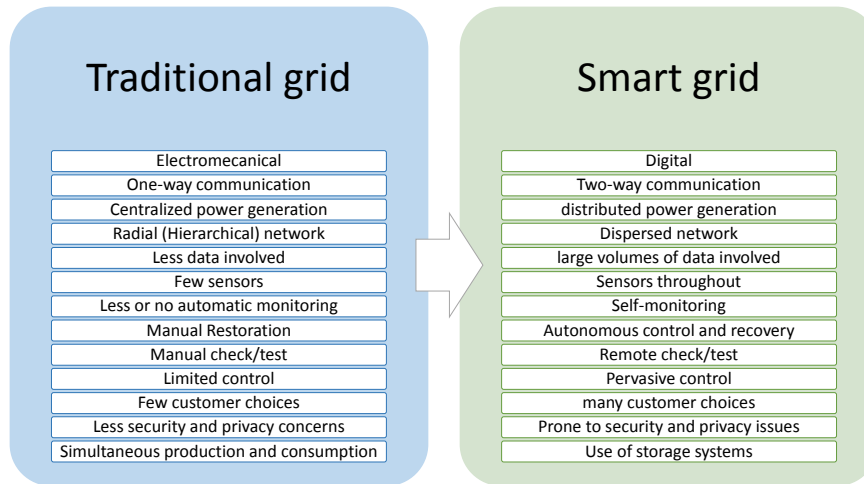 Traditional grid
Electromecanical
One-way communication
Centralized power generation
Radial (Hierarchical) network
Less data involved
Few sensors
Less or no automatic monitoring
Manual Restoration
Manual check/test
Limited control
Few customer choices
Less security and privacy concerns
Simultaneous production and consumption
Smart grid
Digital
Two-way communication
distributed power generation
Dispersed network
large volumes of data involved
Sensors throughout
Self-monitoring
Autonomous control and recovery
Remote check/test
Pervasive control
many customer choices
Prone to security and privacy issues
Use of storage systems